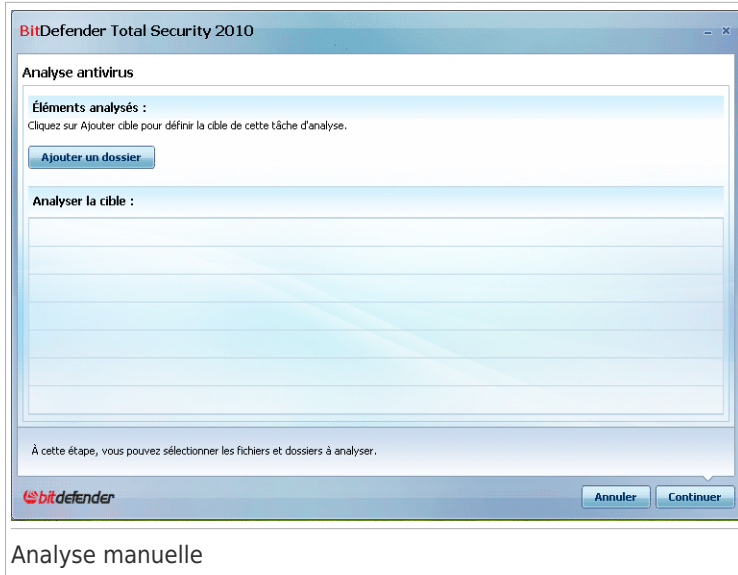 BitDefender Total Security 2010
Analyse antivirus
Éléments analysés :
Cliquez sur Ajouter cible pour définir la cible de cette tâche d'analyse.
Ajouter un dossier
Analyser la cible :
À cette étape, vous pouvez sélectionner les fichiers et dossiers à analyser.
bitdefender
Annuler Continuer
Analyse manuelle